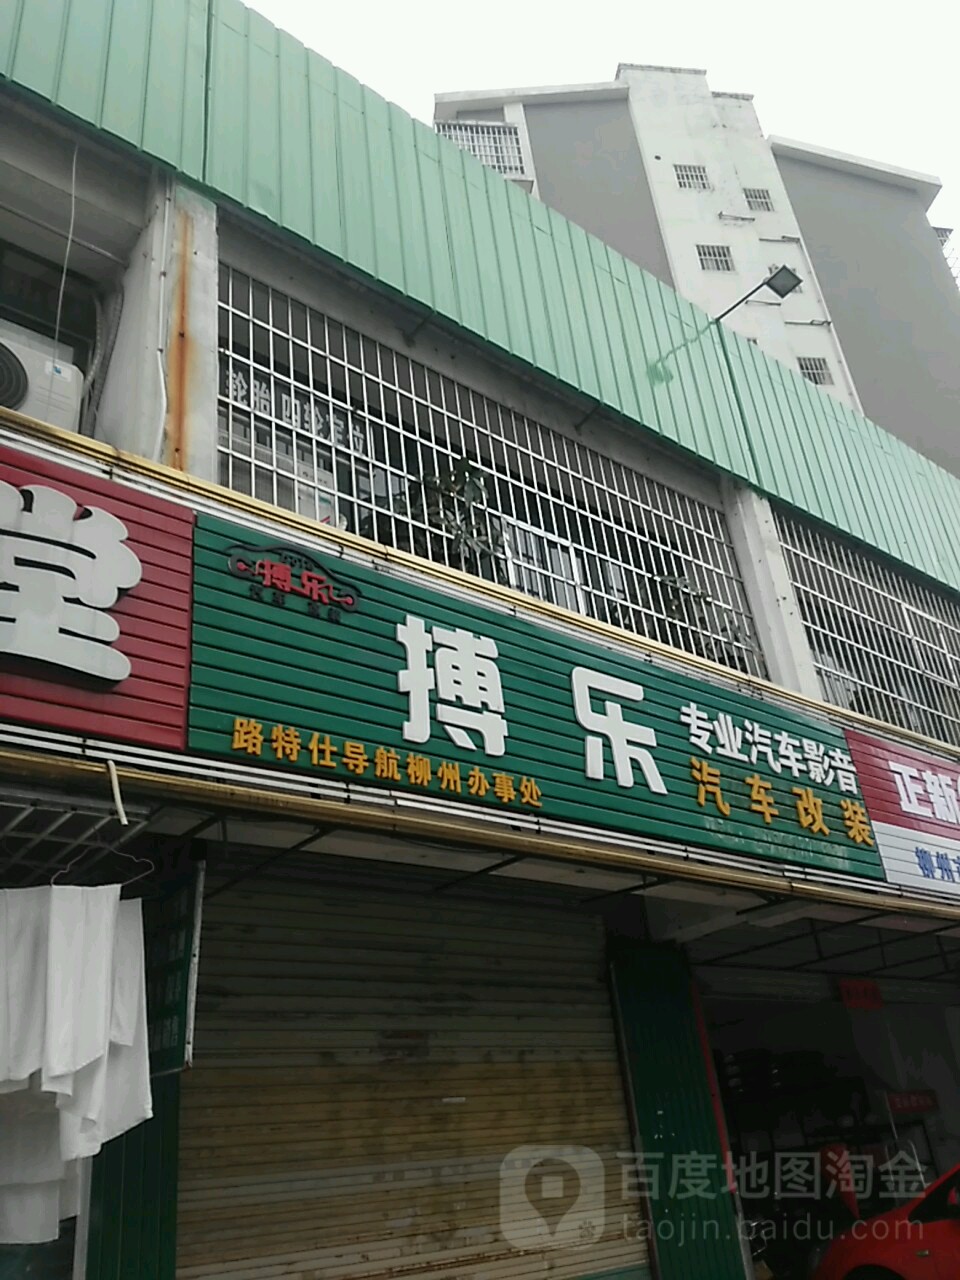 轮胎 四轮定位
堂
搏乐
搏乐
专业汽车影音
汽车改装
路特仕导航柳州办事处
正新
柳州
百度地图淘金
taojin.baidu.com